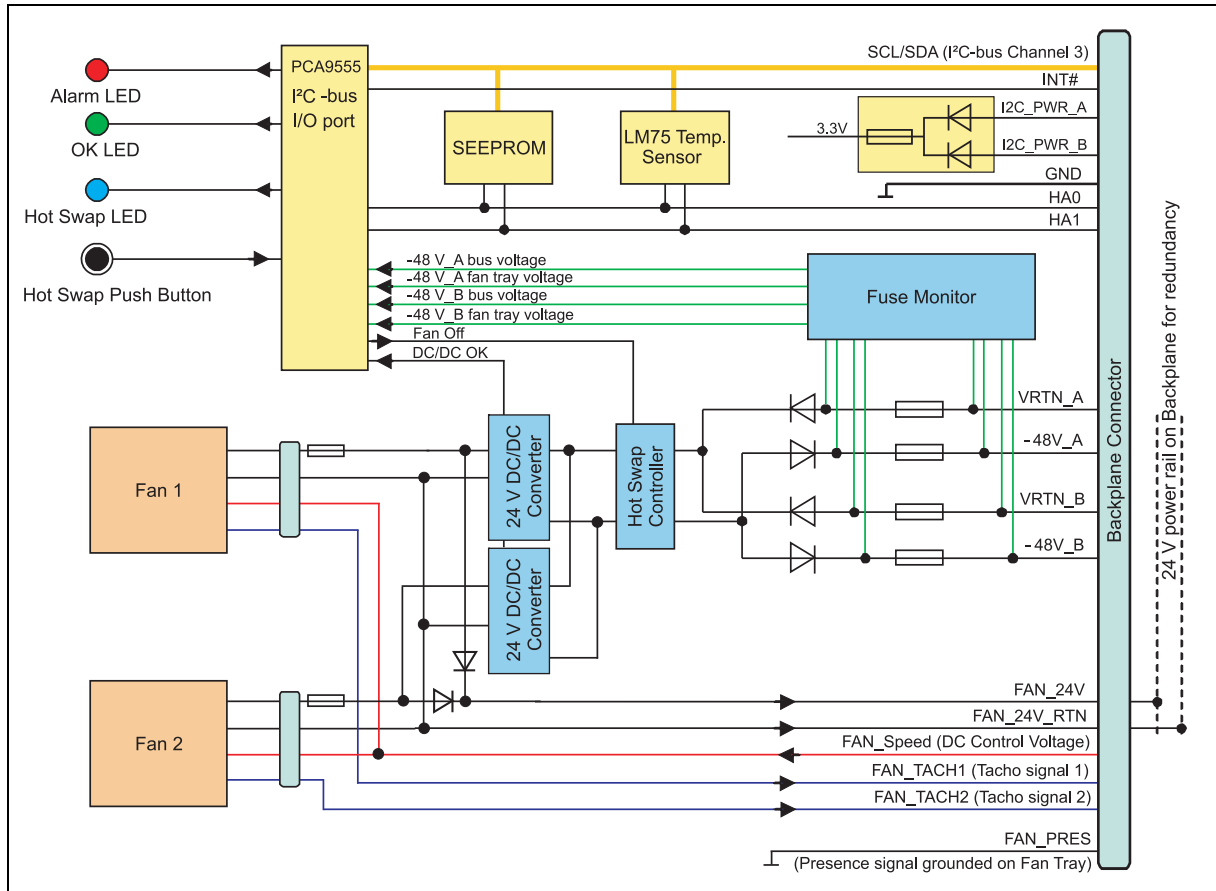 SCL/SDA (I²C-bus Channel 3)
PCA9555
I²C -bus
I/O port
INT#
Alarm LED
OK LED
Hot Swap LED
Hot Swap Push Button
SEEPROM
LM75 Temp.
Sensor
3.3V
I2C_PWR_A
I2C_PWR_B
GND
HA0
HA1
-48 V_A bus voltage
-48 V_A fan tray voltage
-48 V_B bus voltage
-48 V_B fan tray voltage
Fan Off
DC/DC OK
Fuse Monitor
Fan 1
24 V DC/DC
Converter
24 V DC/DC
Converter
Hot Swap
Controller
VRTN_A
-48V_A
VRTN_B
-48V_B
Backplane Connector
24 V power rail on Backplane for redundancy
Fan 2
FAN_24V
FAN_24V_RTN
FAN_Speed (DC Control Voltage)
FAN_TACH1 (Tacho signal 1)
FAN_TACH2 (Tacho signal 2)
FAN_PRES
(Presence signal grounded on Fan Tray)